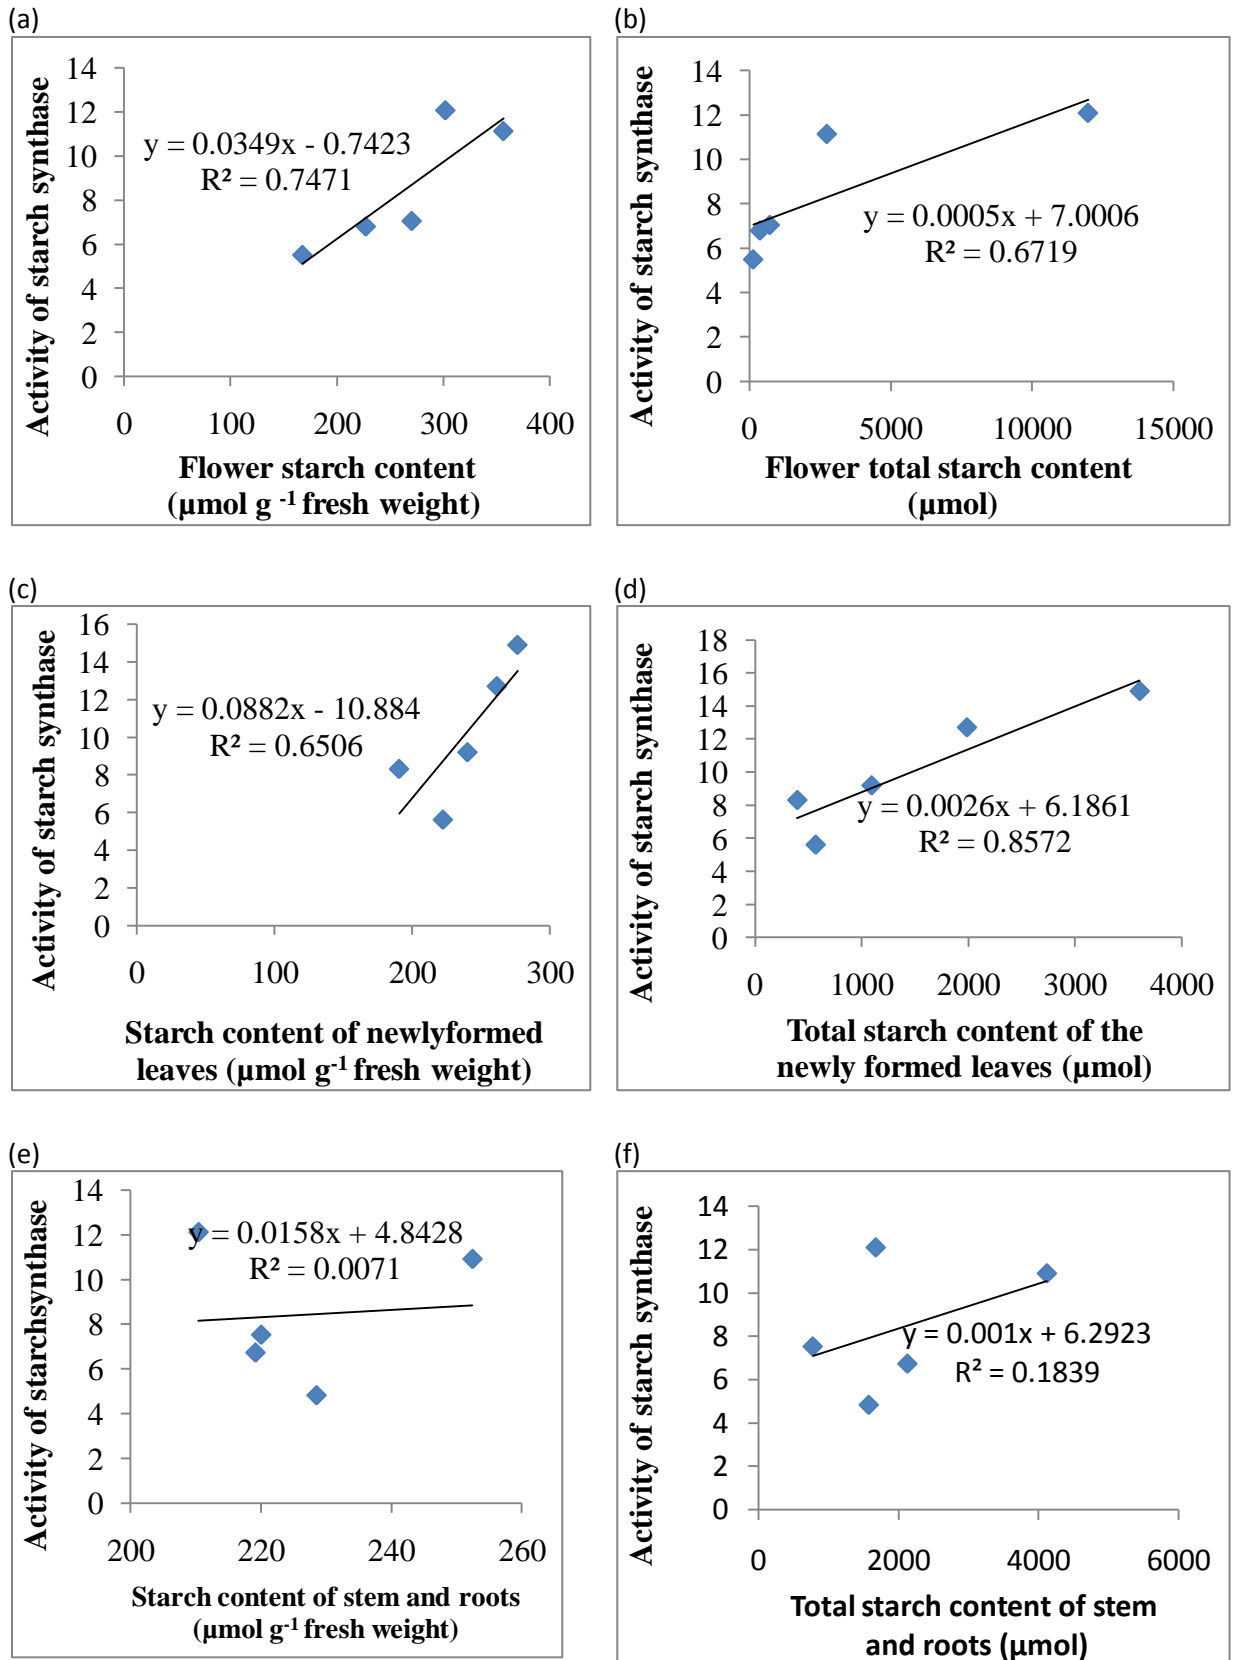 (a)
14
12
10
8
6
4
2
0
Activity of starch synthase
y = 0.0349x - 0.7423
R² = 0.7471
0 100 200 300 400
Flower starch content
(µmol g -1 fresh weight)
(b)
14
12
10
8
6
4
2
0
Activity of starch synthase
y = 0.0005x + 7.0006
R² = 0.6719
0 5000 10000 15000
Flower total starch content
(µmol)
(c)
16
14
12
10
8
6
4
2
0
Activity of starch synthase
y = 0.0882x - 10.884
R² = 0.6506
0 100 200 300
Starch content of newlyformed
leaves (µmol g-1 fresh weight)
(d)
18
16
14
12
10
8
6
4
2
0
Activity of starch synthase
y = 0.0026x + 6.1861
R² = 0.8572
0 1000 2000 3000 4000
Total starch content of the
newly formed leaves (µmol)
(e)
14
12
10
8
6
4
2
0
Activity of starchsynthase
y = 0.0158x + 4.8428
R² = 0.0071
200 220 240 260
Starch content of stem and roots
(µmol g-1 fresh weight)
(f)
14
12
10
8
6
4
2
0
Activity of starch synthase
y = 0.001x + 6.2923
R² = 0.1839
0 2000 4000 6000
Total starch content of stem
and roots (µmol)